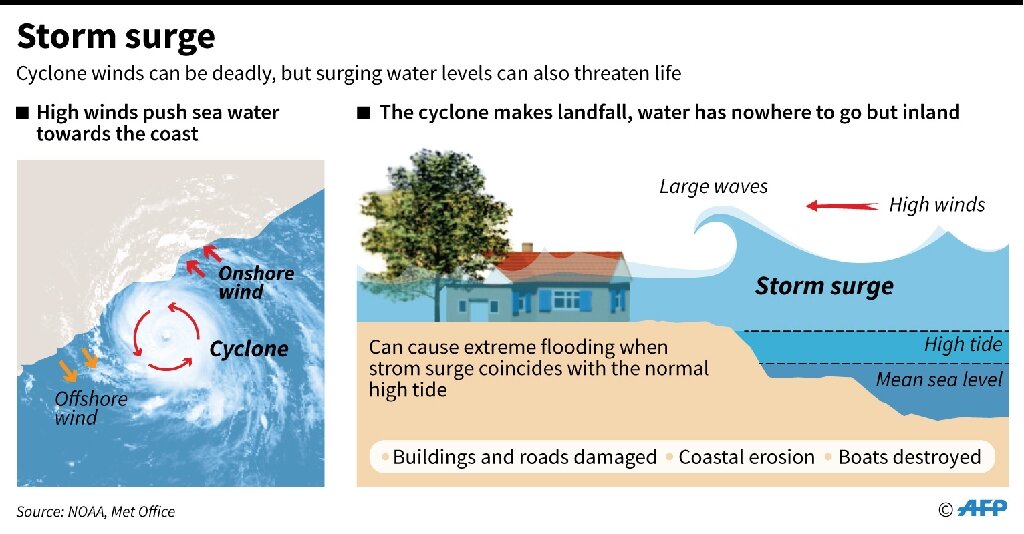 Storm surge
Cyclone winds can be deadly, but surging water levels can also threaten life
High winds push sea water
towards the coast
Onshore
wind
Cyclone
Offshore
wind
The cyclone makes landfall, water has nowhere to go but inland
Large waves
High winds
Storm surge
High tide
Mean sea level
Can cause extreme flooding when
strom surge coincides with the normal
high tide
Buildings and roads damaged • Coastal erosion • Boats destroyed
Source: NOAA, Met Office
© AFP